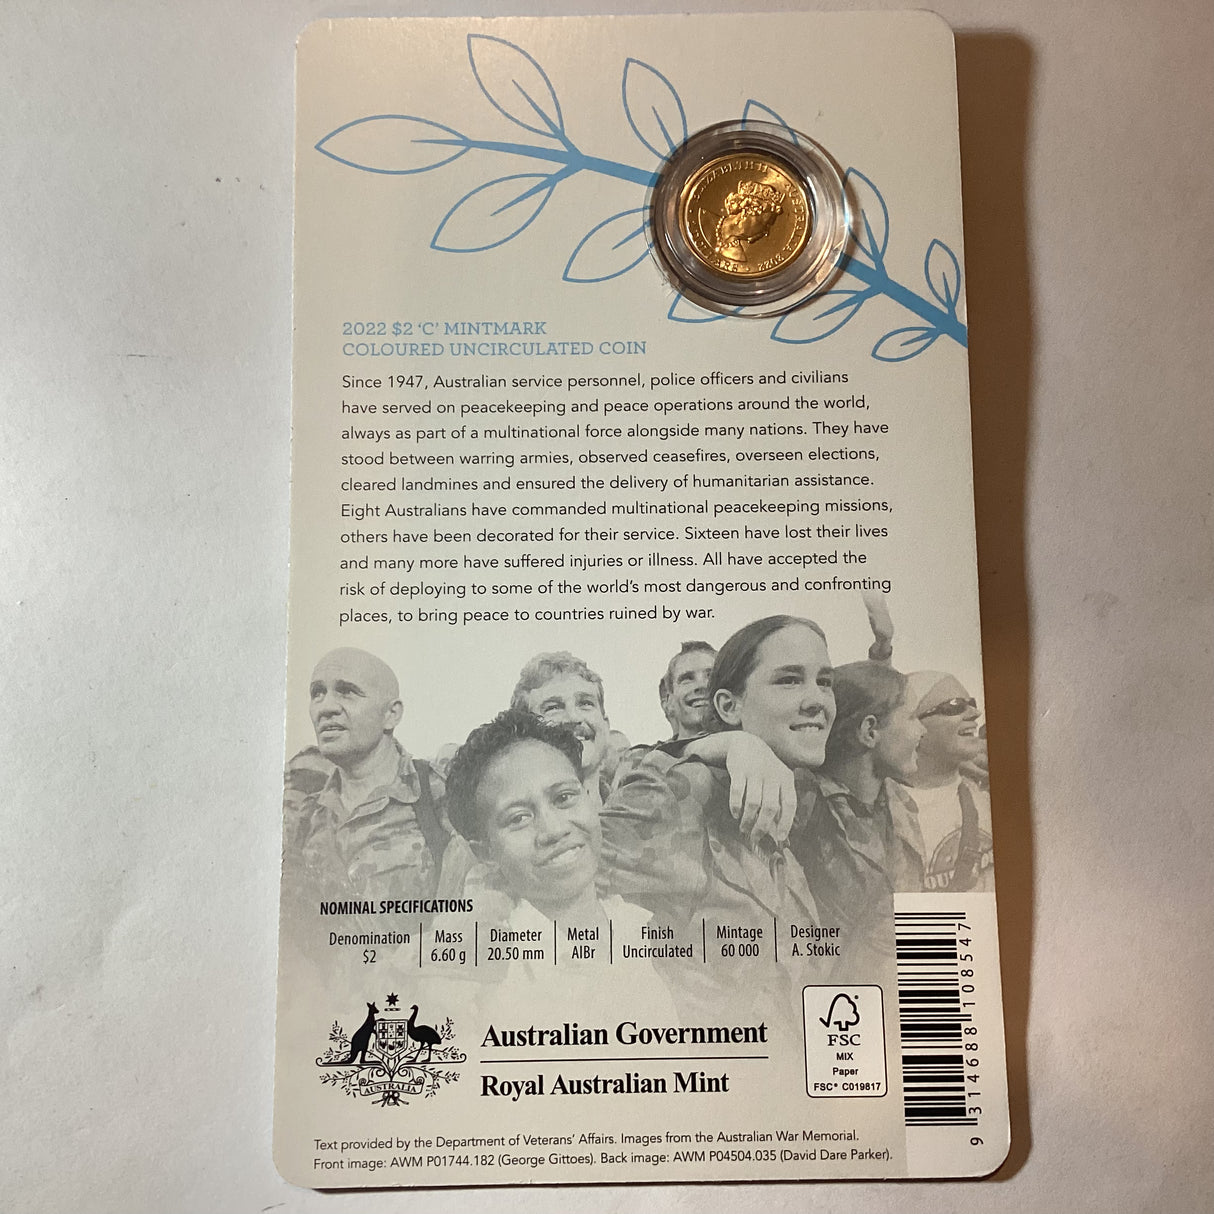 ELIZABETH II AUSTRALIA 2022
2022 $2 ‘C’ MINTMARK
COLOURED UNCIRCULATED COIN
Since 1947, Australian service personnel, police officers and civilians
have served on peacekeeping and peace operations around the world,
always as part of a multinational force alongside many nations. They have
stood between warring armies, observed ceasefires, overseen elections,
cleared landmines and ensured the delivery of humanitarian assistance.
Eight Australians have commanded multinational peacekeeping missions,
others have been decorated for their service. Sixteen have lost their lives
and many more have suffered injuries or illness. All have accepted the
risk of deploying to some of the world’s most dangerous and confronting
places, to bring peace to countries ruined by war.
NOMINAL SPECIFICATIONS
Denomination Mass Diameter Metal Finish Mintage Designer
$2 6.60 g 20.50 mm AlBr Uncirculated 60 000 A. Stokic
AUSTRALIA
Australian Government
Royal Australian Mint
FSC
MIX
Paper
FSC® C019817
9 314688 108547
Text provided by the Department of Veterans’ Affairs. Images from the Australian War Memorial.
Front image: AWM P01744.182 (George Gittoes). Back image: AWM P04504.035 (David Dare Parker).